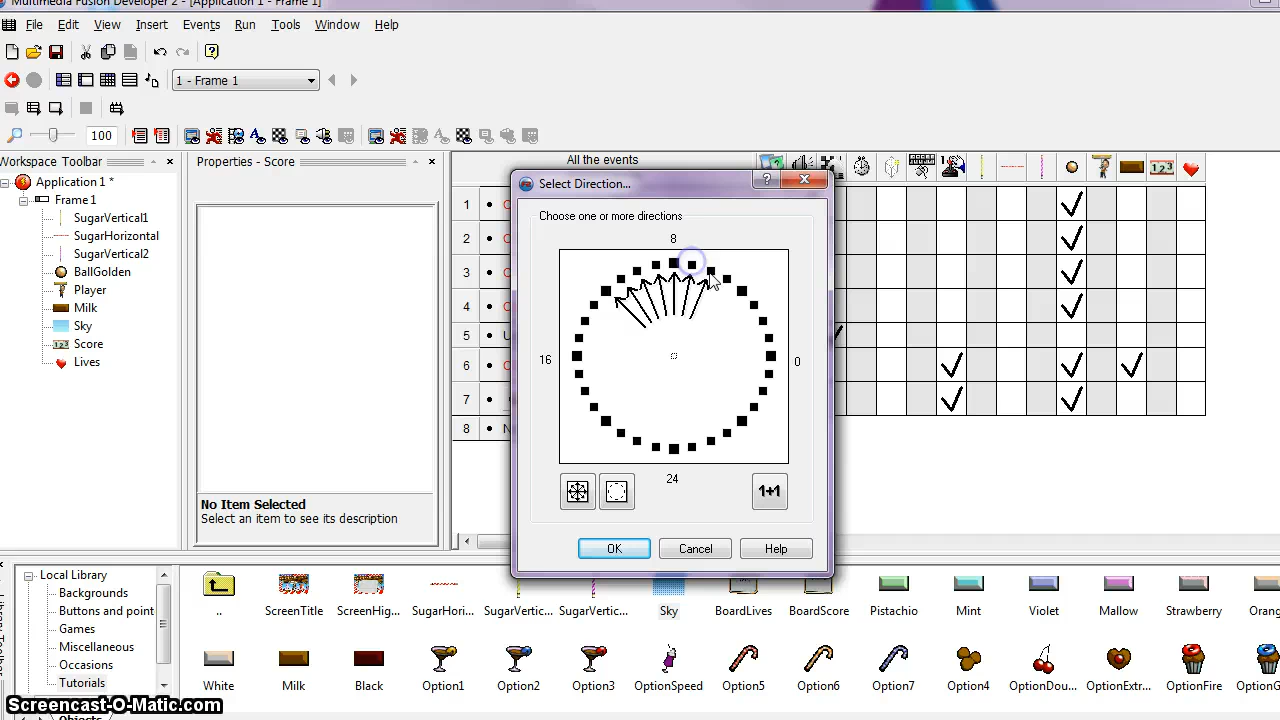 Multimedia Fusion Developer 2 - [Application 1 - Frame 1]
File Edit View Insert Events Run Tools Window Help
1 - Frame 1
100
Workspace Toolbar
Properties - Score
All the events
Application 1 *
Frame 1
SugarVertical1
SugarHorizontal
SugarVertical2
BallGolden
Player
Milk
Sky
Score
Lives
No Item Selected
Select an item to see its description
1
2
3
4
5
6
7
8
Select Direction...
Choose one or more directions
8
16
0
24
1+1
OK Cancel Help
Local Library
Backgrounds
Buttons and point
Games
Miscellaneous
Occasions
Tutorials
.. ScreenTitle ScreenHig... SugarHori... SugarVertic... SugarVertic... Sky BoardLives BoardScore Pistachio Mint Violet Mallow Strawberry Oranc
White Milk Black Option1 Option2 Option3 OptionSpeed Option5 Option6 Option7 Option4 OptionDou... OptionExtr... OptionFire OptionG
Screencast-O-Matic.com